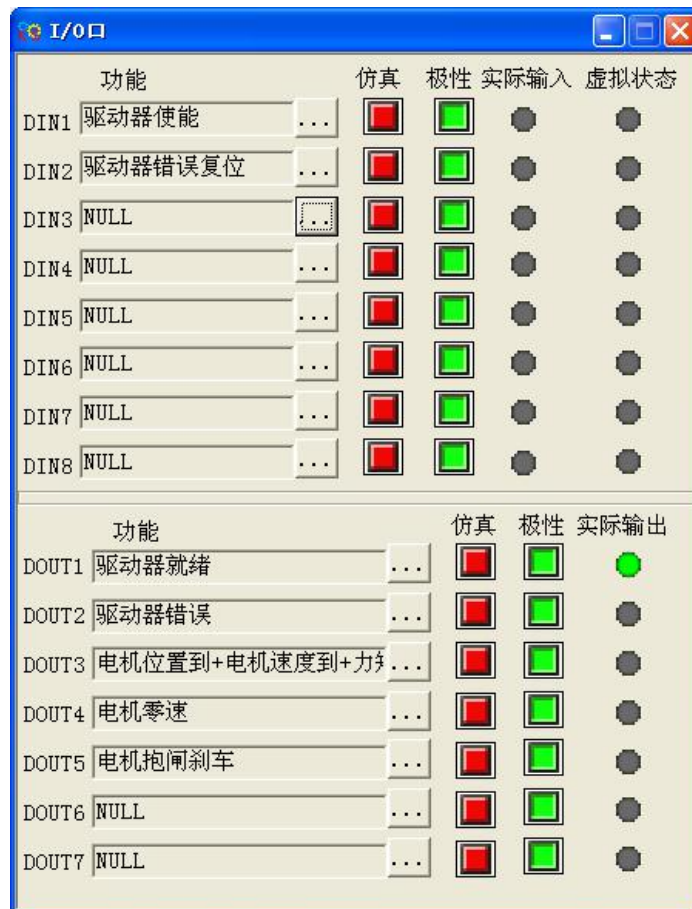 I/O口
功能 仿真 极性 实际输入 虚拟状态
DIN1 驱动器使能 ...
DIN2 驱动器错误复位 ...
DIN3 NULL ...
DIN4 NULL ...
DIN5 NULL ...
DIN6 NULL ...
DIN7 NULL ...
DIN8 NULL ...
功能 仿真 极性 实际输出
DOUT1 驱动器就绪 ...
DOUT2 驱动器错误 ...
DOUT3 电机位置到+电机速度到+力 ...
DOUT4 电机零速 ...
DOUT5 电机抱闸刹车 ...
DOUT6 NULL ...
DOUT7 NULL ...